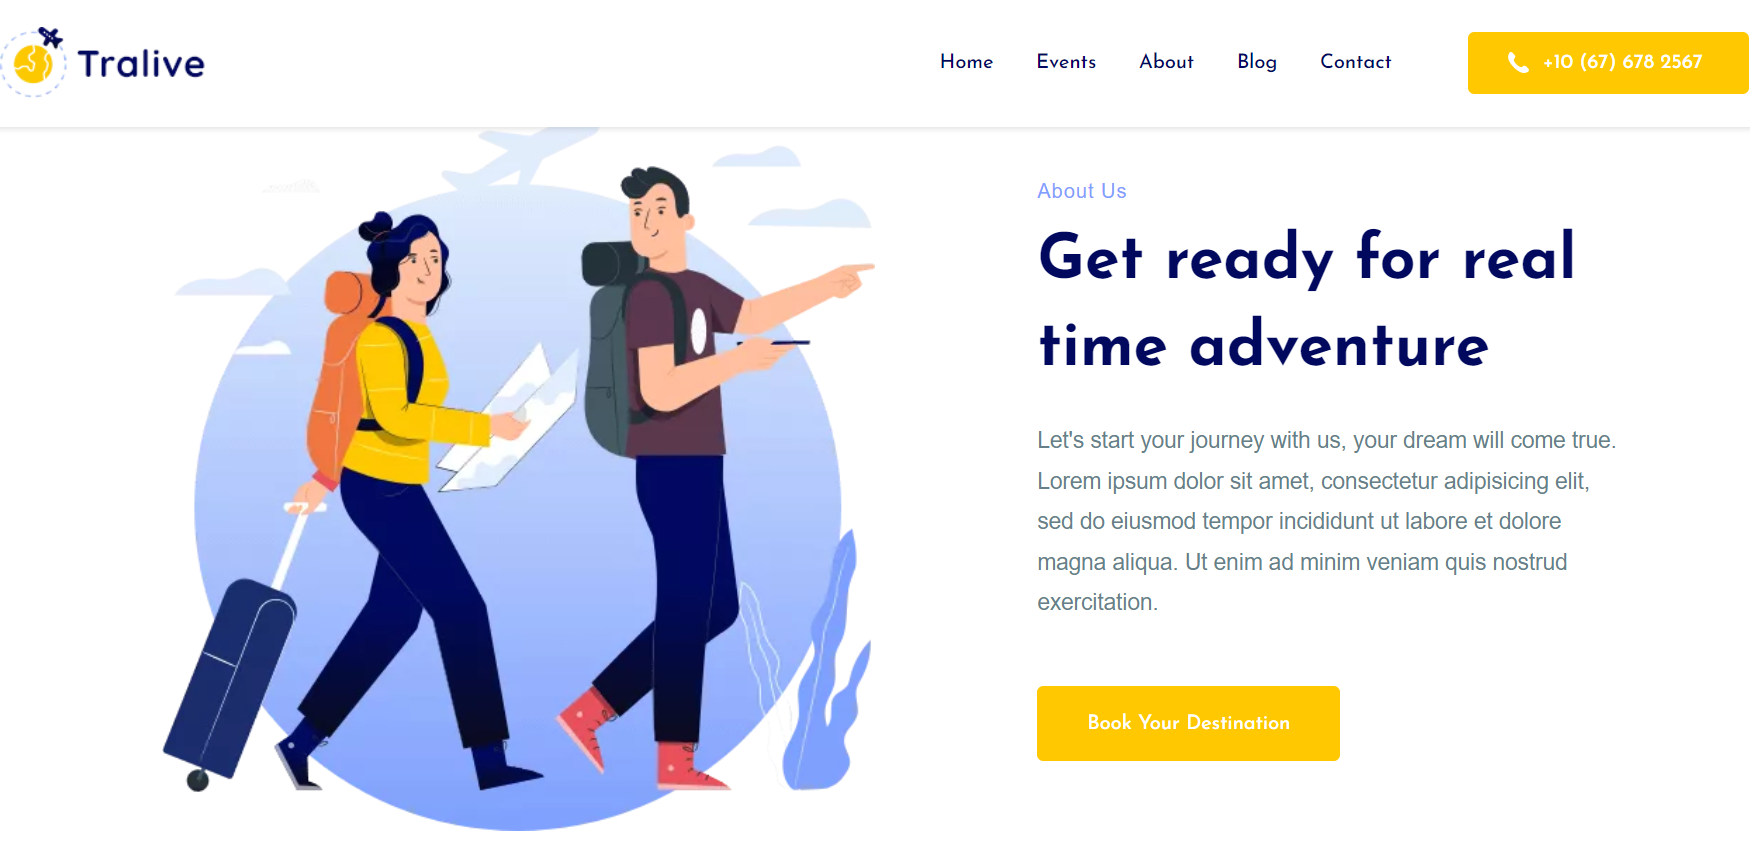 Tralive
Home Events About Blog Contact
+10 (67) 678 2567
About Us
Get ready for real
time adventure
Let's start your journey with us, your dream will come true.
Lorem ipsum dolor sit amet, consectetur adipisicing elit,
sed do eiusmod tempor incididunt ut labore et dolore
magna aliqua. Ut enim ad minim veniam quis nostrud
exercitation.
Book Your Destination